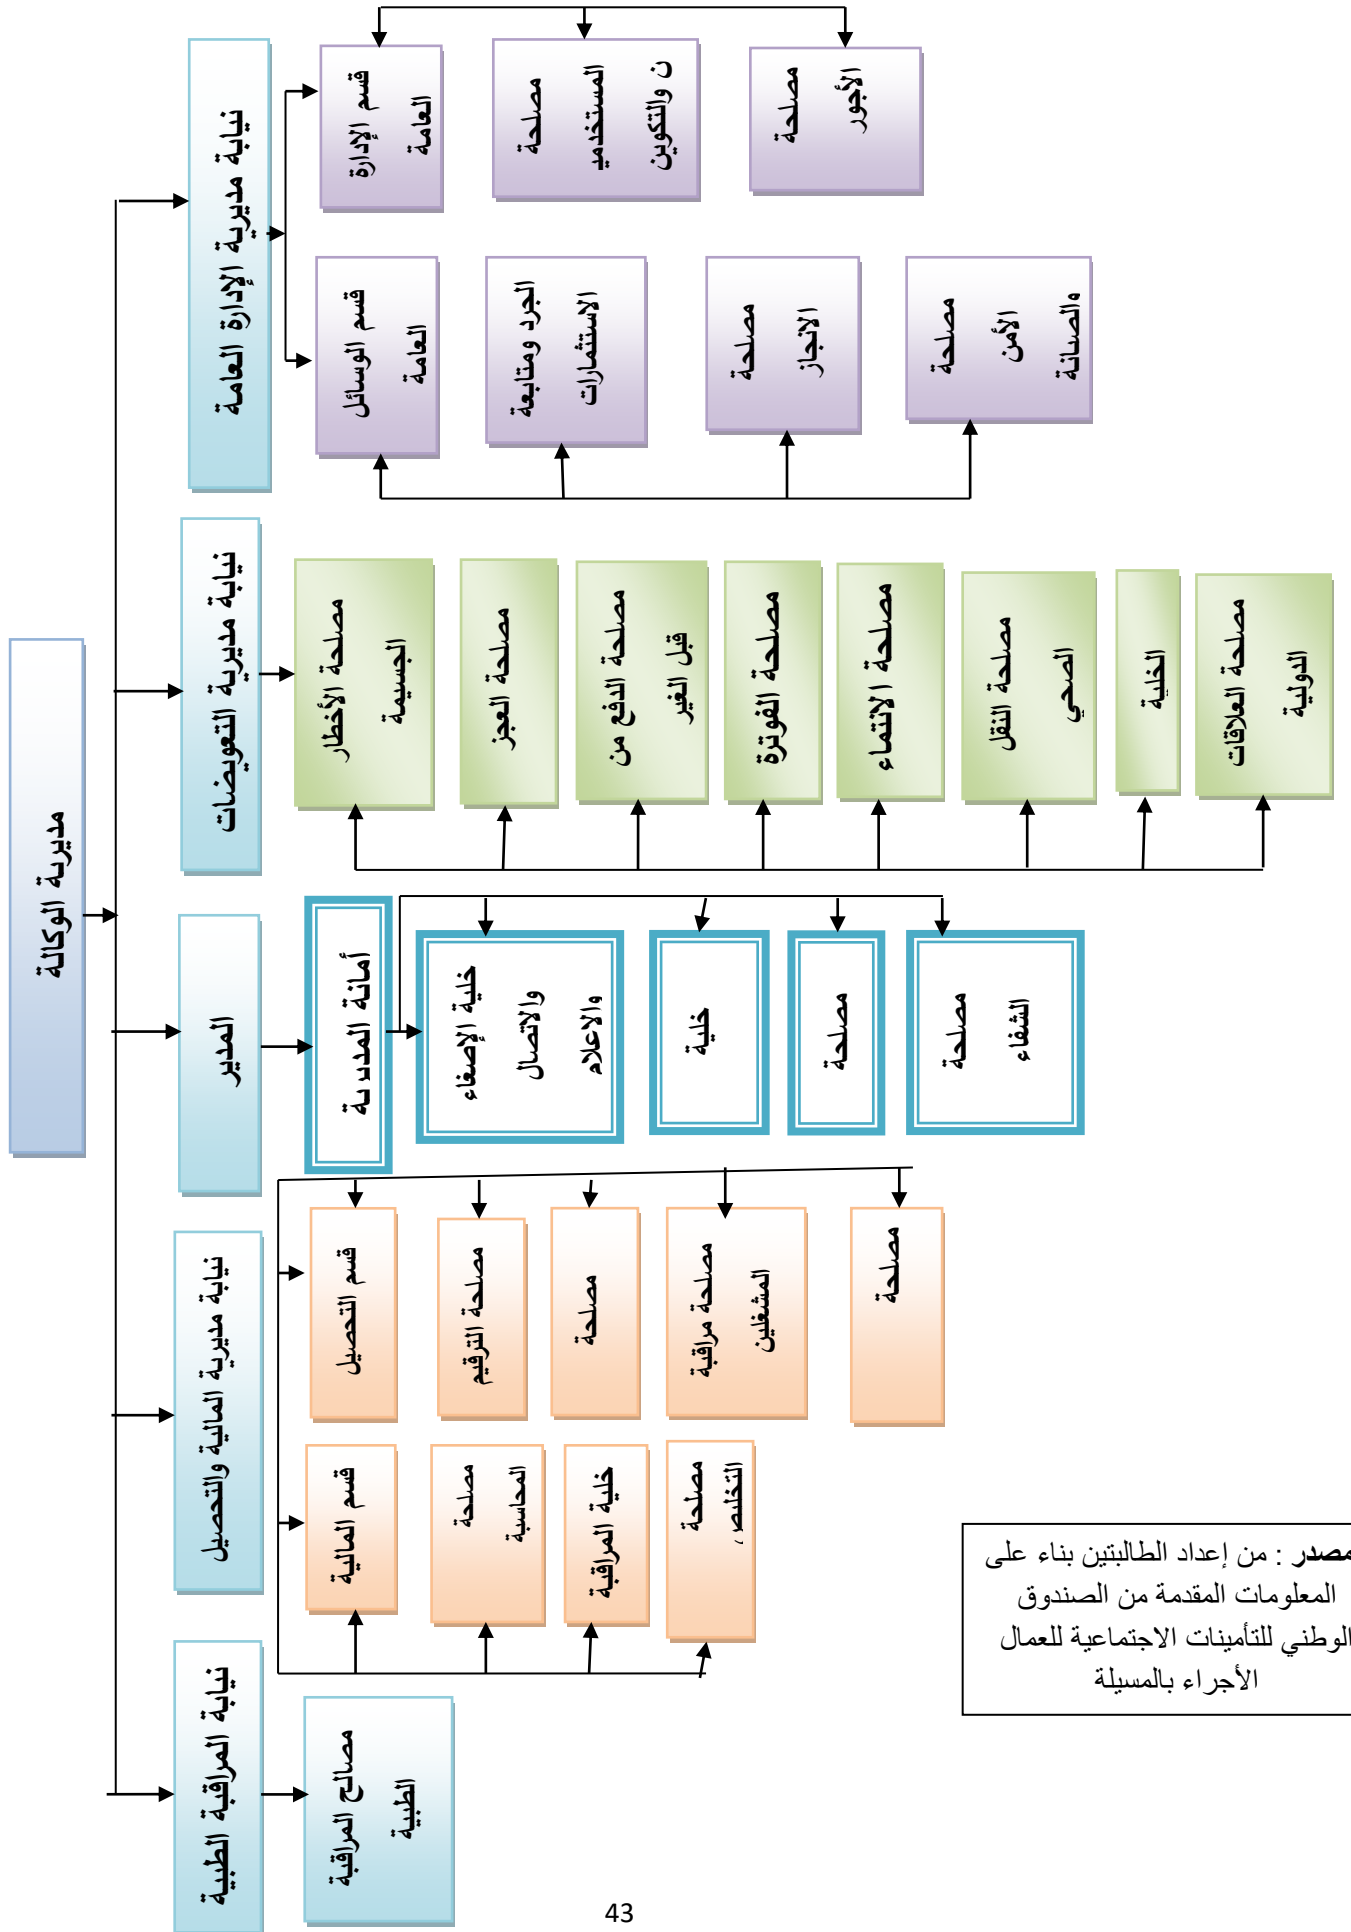 مديرية الوكالة
نيابة مديرية الإدارة العامة
نيابة مديرية التعويضات
المدير
نيابة مديرية المالية والتحصيل
نيابة المراقبة الطبية
قسم الإدارة
العامة
مصلحة
المستخدمي
ن والتكوين
مصلحة
الأجور
قسم الوسائل
العامة
الجرد ومتابعة
الاستثمارات
مصلحة
الانجاز
مصلحة
الأمن
والصيانة
مصلحة الأخطار
الجسيمة
مصلحة العجز
مصلحة الدفع من
قبل الغير
مصلحة الفوترة
مصلحة الانتماء
مصلحة النقل
الصحي
الخلية
مصلحة العلاقات
الدولية
أمانة المديرية
خلية الإصغاء
والاتصال
والاعلام
خلية
مصلحة
مصلحة
الشفاء
قسم التحصيل
مصلحة الترقيم
مصلحة
مصلحة مراقبة
المشغلين
مصلحة
قسم المالية
مصلحة
المحاسبة
خلية المراقبة
مصلحة
التخليص
مصالح المراقبة
الطبية
مصدر : من إعداد الطالبتين بناء على
المعلومات المقدمة من الصندوق
الوطني للتأمينات الاجتماعية للعمال
الأجراء بالمسيلة
43